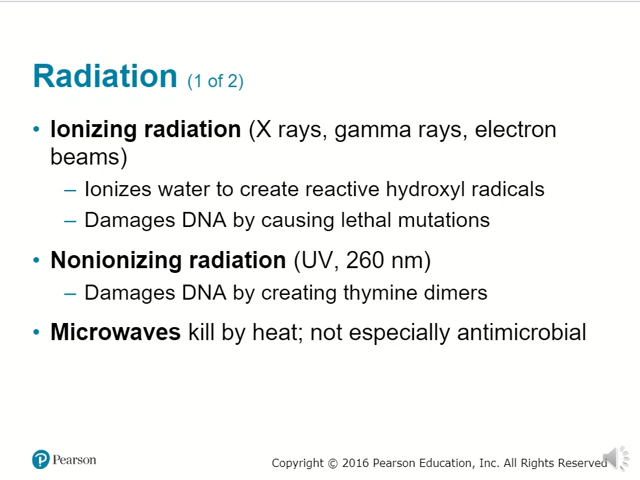 Radiation (1 of 2)
• Ionizing radiation (X rays, gamma rays, electron
beams)
– Ionizes water to create reactive hydroxyl radicals
– Damages DNA by causing lethal mutations
• Nonionizing radiation (UV, 260 nm)
– Damages DNA by creating thymine dimers
• Microwaves kill by heat; not especially antimicrobial
P Pearson
Copyright © 2016 Pearson Education, Inc. All Rights Reserved